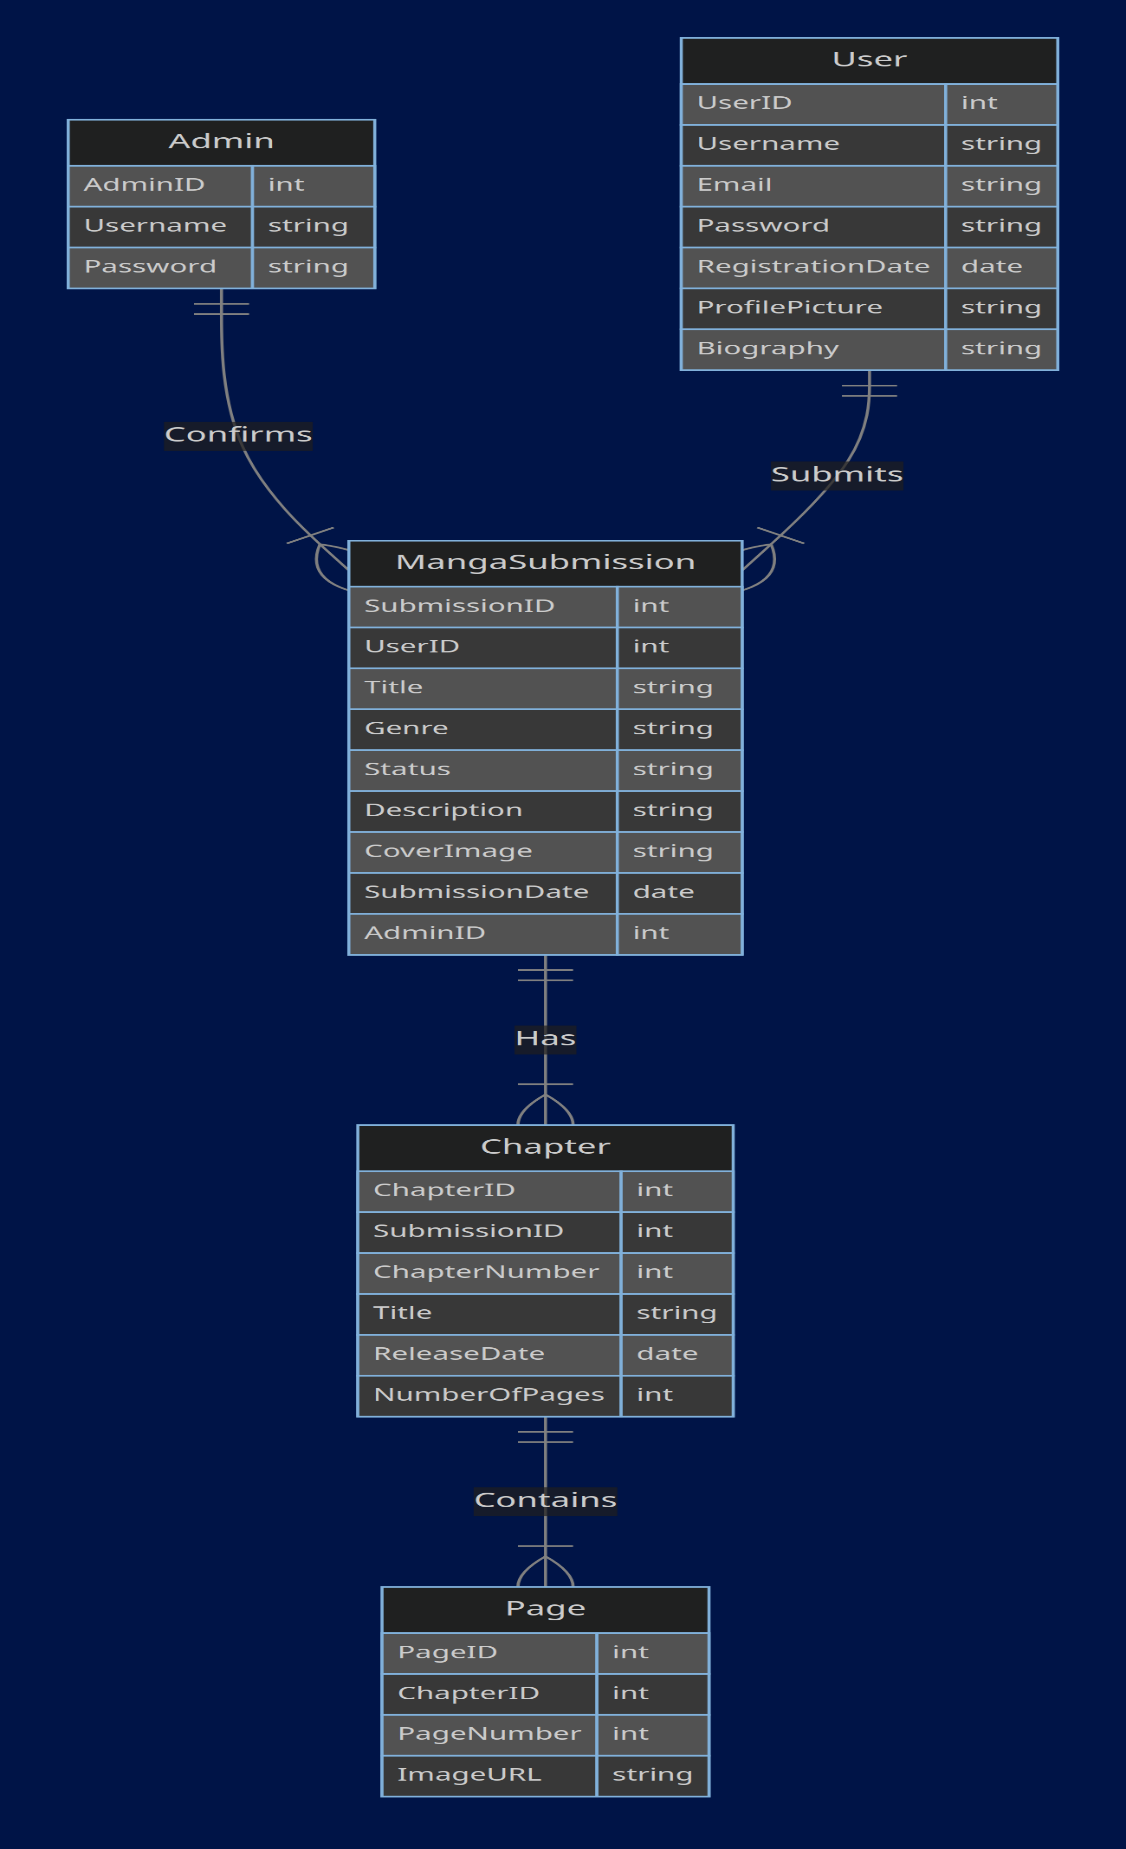 User
UserID int
Username string
Email string
Password string
RegistrationDate date
ProfilePicture string
Biography string
Admin
AdminID int
Username string
Password string
Confirms
Submits
MangaSubmission
SubmissionID int
UserID int
Title string
Genre string
Status string
Description string
CoverImage string
SubmissionDate date
AdminID int
Has
Chapter
ChapterID int
SubmissionID int
ChapterNumber int
Title string
ReleaseDate date
NumberOfPages int
Contains
Page
PageID int
ChapterID int
PageNumber int
ImageURL string